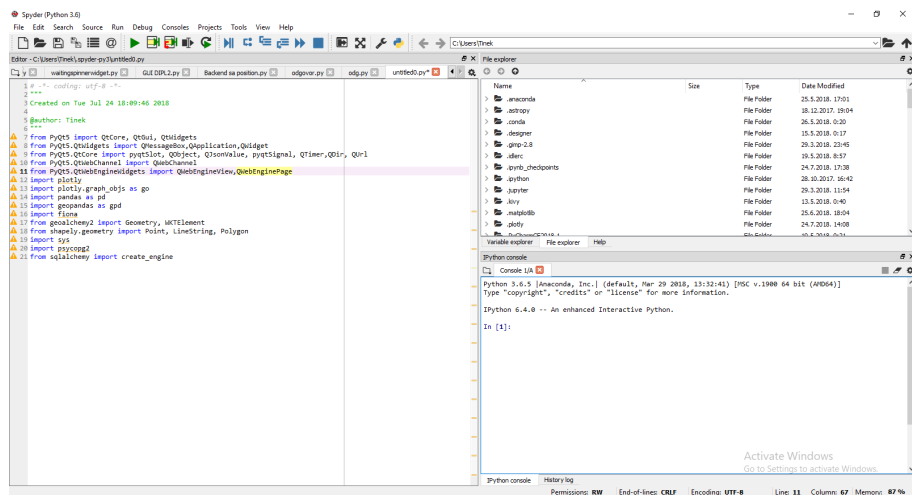 Spyder (Python 3.6)
File Edit Search Source Run Debug Consoles Projects Tools View Help
C:\Users\Tinek
Editor - C:\Users\Tinek\.spyder-py3\untitled0.py
File explorer
y waitingspinnerwidget.py GUI DIPL2.py Backend sa position.py odgovor.py odg.py untitled0.py*
Name Size Type Date Modified
1 # -*- coding: utf-8 -*-
2 """
3 Created on Tue Jul 24 18:09:46 2018
4
5 @author: Tinek
6 """
7 from PyQt5 import QtCore, QtGui, QtWidgets
8 from PyQt5.QtWidgets import QMessageBox,QApplication,QWidget
9 from PyQt5.QtCore import pyqtSlot, QObject, QJsonValue, pyqtSignal, QTimer,QDir, QUrl
10 from PyQt5.QtWebChannel import QWebChannel
11 from PyQt5.QtWebEngineWidgets import QWebEngineView,QWebEnginePage
12 import plotly
13 import plotly.graph_objs as go
14 import pandas as pd
15 import geopandas as gpd
16 import fiona
17 from geoalchemy2 import Geometry, WKTElement
18 from shapely.geometry import Point, LineString, Polygon
19 import sys
20 import psycopg2
21 from sqlalchemy import create_engine
.anaconda File Folder 25.5.2018. 17:01
.astropy File Folder 18.12.2017. 19:04
.conda File Folder 26.5.2018. 0:20
.designer File Folder 15.5.2018. 0:17
.gimp-2.8 File Folder 29.3.2018. 23:45
.idlerc File Folder 19.5.2018. 8:57
.ipynb_checkpoints File Folder 24.7.2018. 17:38
.ipython File Folder 28.10.2017. 16:42
.jupyter File Folder 29.3.2018. 11:54
.kivy File Folder 13.5.2018. 0:40
.matplotlib File Folder 25.6.2018. 18:04
.plotly File Folder 24.7.2018. 14:08
.PyCharmCE2018.1 File Folder 10.5.2018. 0:21
Variable explorer File explorer Help
IPython console
Console 1/A
Python 3.6.5 |Anaconda, Inc.| (default, Mar 29 2018, 13:32:41) [MSC v.1900 64 bit (AMD64)]
Type "copyright", "credits" or "license" for more information.
IPython 6.4.0 -- An enhanced Interactive Python.
In [1]:
Activate Windows
Go to Settings to activate Windows.
IPython console History log
Permissions: RW End-of-lines: CRLF Encoding: UTF-8 Line: 11 Column: 67 Memory: 87 %